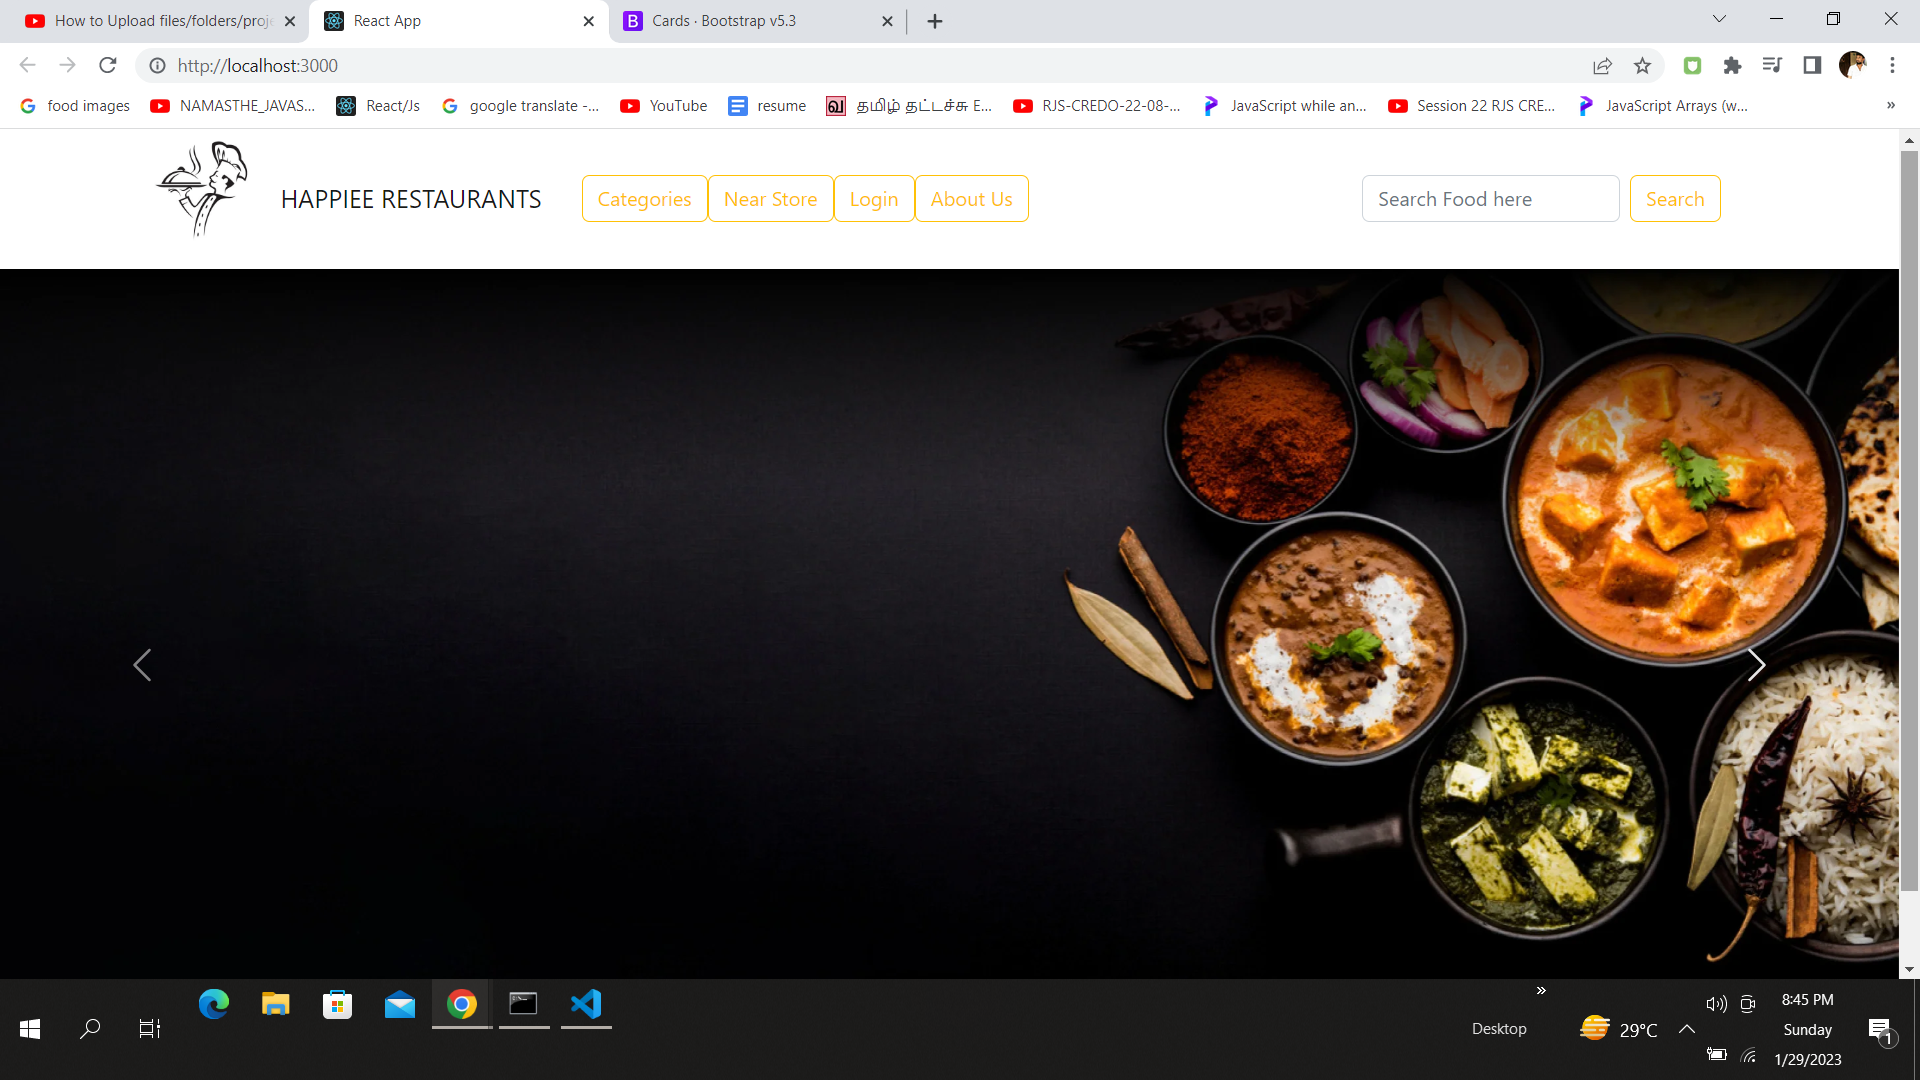 How to Upload files/folders/proje
React App
Cards · Bootstrap v5.3
http://localhost:3000
food images
NAMASTHE_JAVAS...
React/Js
google translate -...
YouTube
resume
தமிழ் தட்டச்சு E...
RJS-CREDO-22-08-...
JavaScript while an...
Session 22 RJS CRE...
JavaScript Arrays (w...
»
HAPPIEE RESTAURANTS
Categories
Near Store
Login
About Us
Search Food here
Search
»
Desktop
29°C
8:45 PM
Sunday
1/29/2023
1